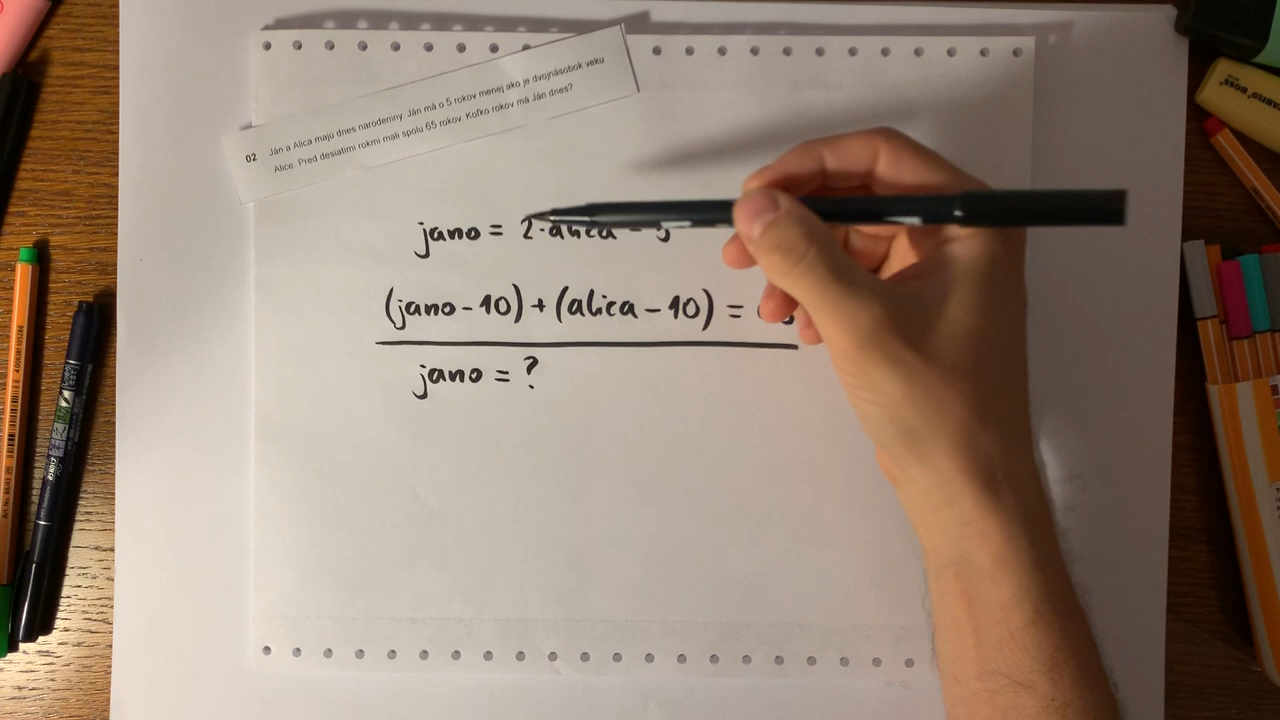 02 Ján a Alica majú dnes narodeniny. Ján má o 5 rokov menej ako je dvojnásobok veku
Alice. Pred desiatimi rokmi mali spolu 65 rokov. Koľko rokov má Ján dnes?
jano = 2·alica - 5
(jano - 10) + (alica - 10) =
jano = ?